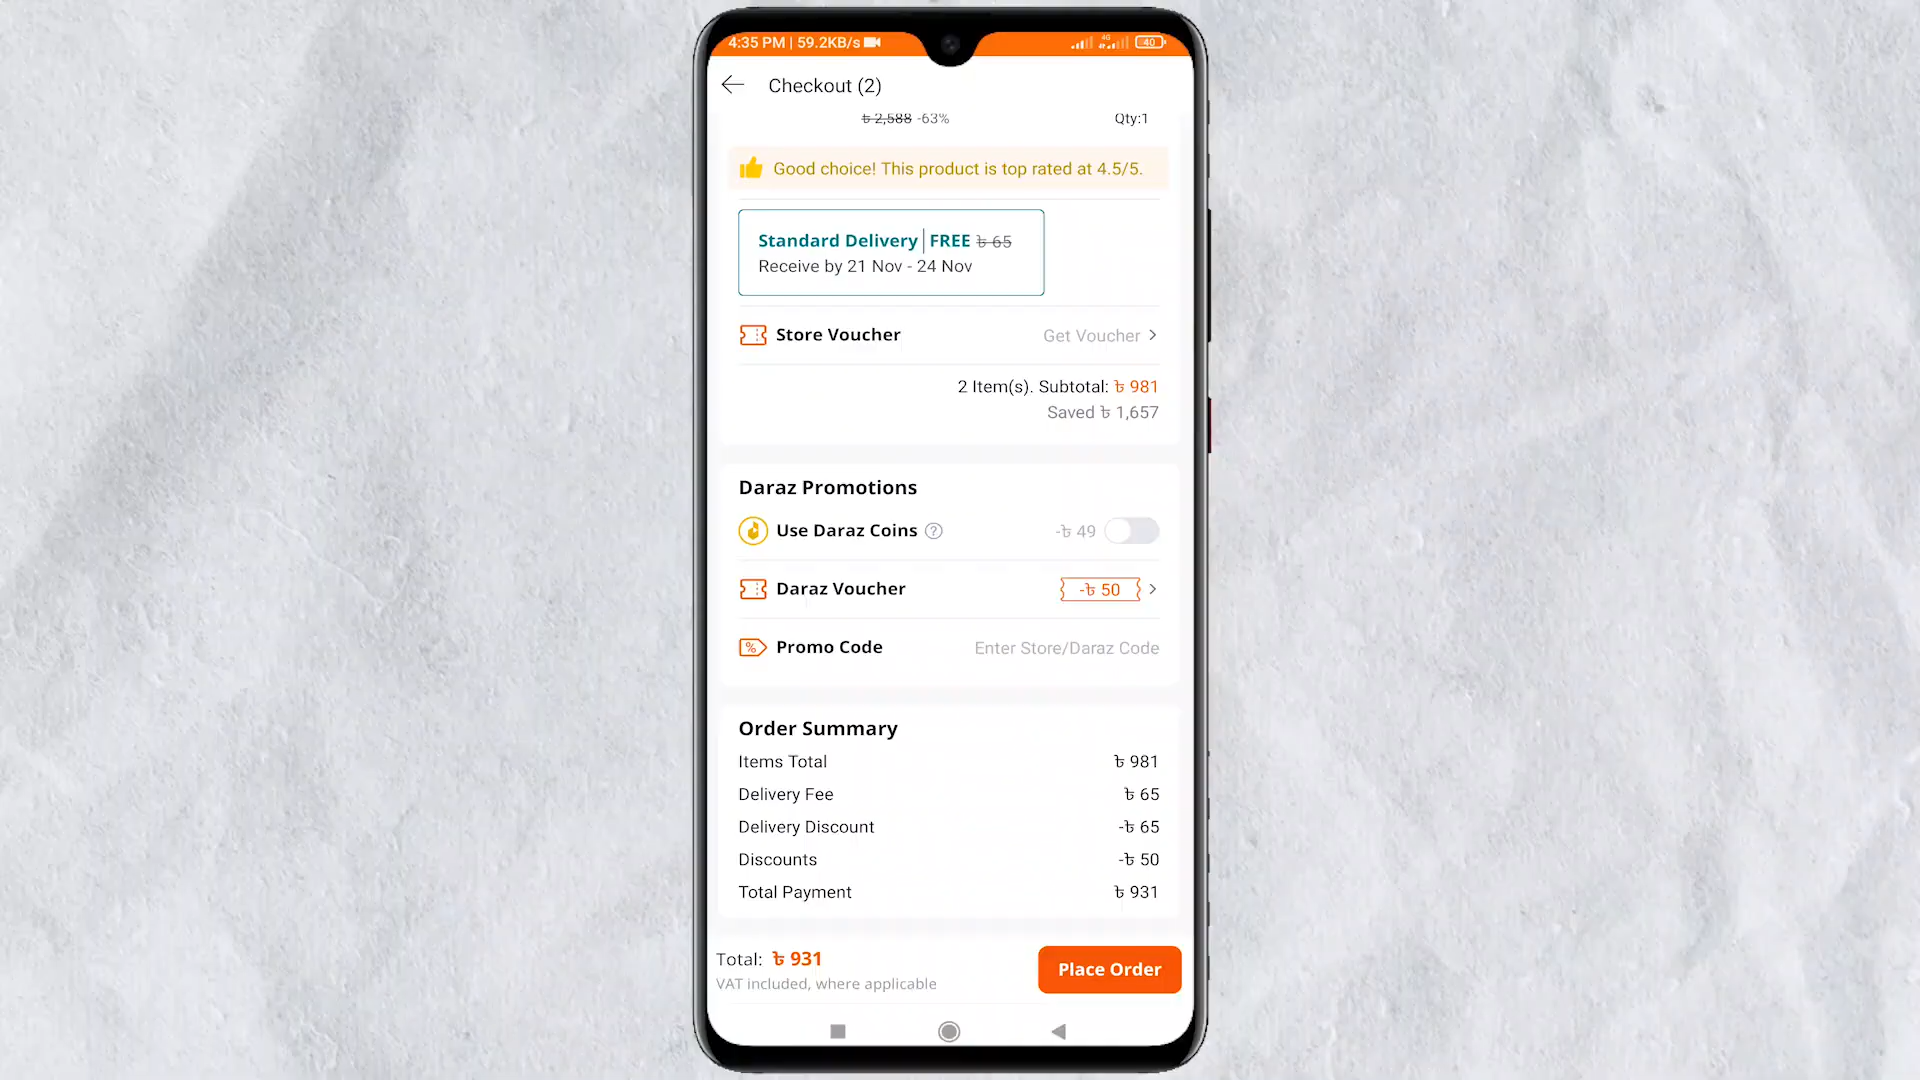 4:35 PM | 59.2KB/s
4G
40
Checkout (2)
৳ 2,588 -63% Qty:1
Good choice! This product is top rated at 4.5/5.
Standard Delivery | FREE ৳ 65
Receive by 21 Nov - 24 Nov
Store Voucher Get Voucher >
2 Item(s). Subtotal: ৳ 981
Saved ৳ 1,657
Daraz Promotions
Use Daraz Coins ? -৳ 49
Daraz Voucher -৳ 50 >
% Promo Code Enter Store/Daraz Code
Order Summary
Items Total ৳ 981
Delivery Fee ৳ 65
Delivery Discount -৳ 65
Discounts -৳ 50
Total Payment ৳ 931
Total: ৳ 931
VAT included, where applicable
Place Order